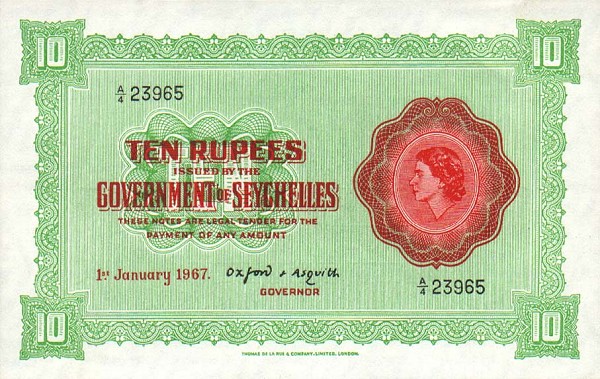 10 10
A/4 23965
TEN RUPEES
ISSUED BY THE
GOVERNMENT OF SEYCHELLES
THESE NOTES ARE LEGAL TENDER FOR THE
PAYMENT OF ANY AMOUNT
1ST January 1967. Oxford & Asquith
GOVERNOR
A/4 23965
10 10
THOMAS DE LA RUE & COMPANY, LIMITED, LONDON.